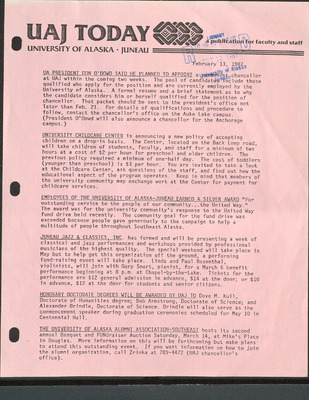 UAJ TODAY
a publication for faculty and staff
UNIVERSITY OF ALASKA - JUNEAU
February 13, 1987
UA PRESIDENT DON O'DOWD SAID HE PLANNED TO APPOINT chancellor
at UAJ within the coming two weeks. The pool of candidates include those
qualified who apply for the position and are currently employed by the
University of Alaska. A formal resume and a brief statement as to why
the candidate considers him or herself qualified for the position of
chancellor. That packet should be sent to the president's office not
later than Feb. For details of qualifications and procedure to
follow, contact the chancellor's office on the Auke Lake campus.
(President O'Dowd will also announce a chancellor for the Anchorage
campus.)
UNIVERSITY CHILDCARE CENTER is announcing a new policy of accepting
children on a drop-in basis. The Center, located on the Back Loop road,
will take children of students, faculty, and staff for a minimum of two
hours at a cost of per hour for preschool and older children. The
previous policy required a minimum of one-half day. The cost of toddlers
(younger than preschool) is $3 per hour. You are invited to take a look
at the Childcare Center, ask questions of the staff, and find out how the
educational aspect of the program operates. Keep in mind that members of
the university community may exchange work at the Center for payment for
childcare services.
EMPLOYEES OF THE UNIVERSITY OF ALASKA-JUNEAU EARNED A SILVER AWARD "For
outstanding service to the people of our community...the United Way."
The award was for the university community's response to the United Way
fund drive held recently. The community goal for the fund drive was
exceeded because people gave generously to the campaign to help a
multitude of people throughout Southeast Alaska.
JUNEAU JAZZ & CLASSICS, INC. has formed and will be presenting a week of
classical and jazz performances and workshops provided by professional
musicians of the highest quality. The special weekend will take place in
May but to help get this organization off the ground, a performing
fund-raising event will take place. Linda and Paul Rosenthal,
violinists, will join with Gary Smart, pianist, for a March 6 benefit
performance beginning at 8 p.m. at Chapel-by-the-Lake. Tickets for the
performance are $12 general admission in advance, $14 at the door; or $10
in advance, $12 at the door for students and senior citizens.
HONORARY DOCTORATE DEGREES WILL BE AWARDED BY UAJ TO Dove M. Kull,
Doctorate of Humanities degree; Bob Armstrong, Doctorate of Science; and
Alexander Brindle, Doctorate of Laws. Brindle will also serve as the
commencement speaker during graduation ceremonies scheduled for May 10 in
Centennial Hall.
THE UNIVERSITY OF ALASKA ALUMNI ASSOCIATION-SOUTHEAST hosts its second
annual Banquet and FUNdraiser Auction Saturday, March 14, at Mike's Place
in Douglas. More information on this will be forthcoming but make plans
to attend this outstanding event. If you want information on how to join
the alumni organization, call Zrinka at 789-4472 (UAJ chancellor's
office).